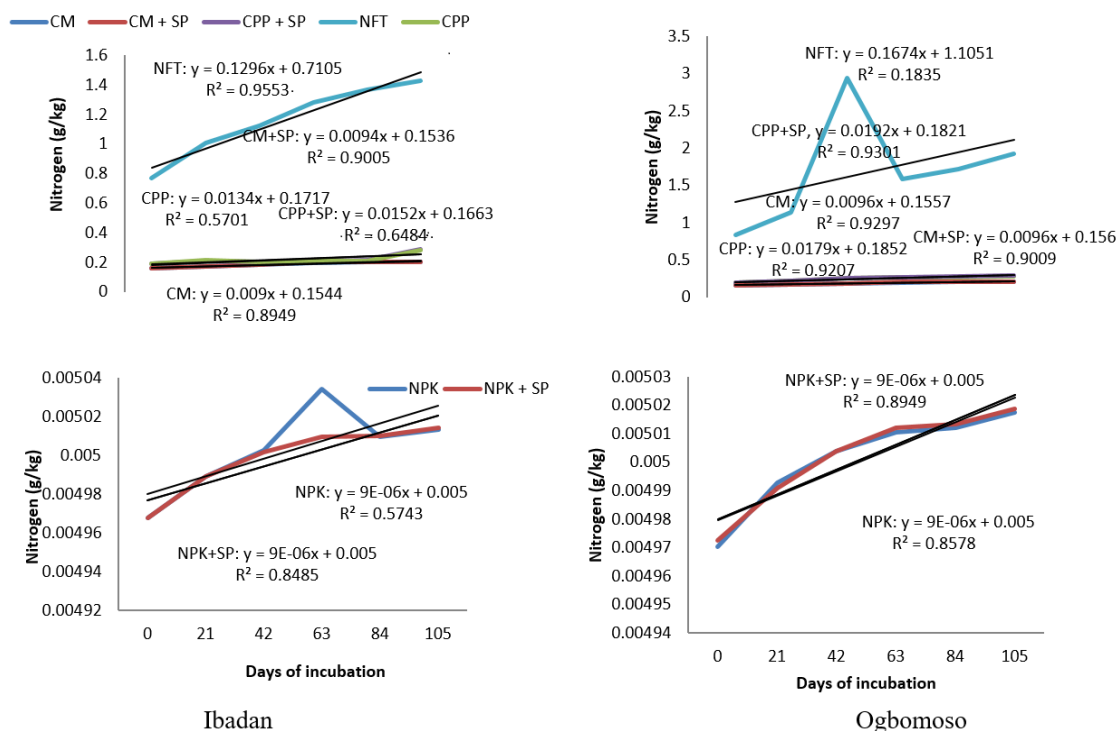 CM CM + SP CPP + SP NFT CPP
Nitrogen (g/kg)
1.6
1.4
1.2
1
0.8
0.6
0.4
0.2
0
NFT: y = 0.1296x + 0.7105
R² = 0.9553
CM+SP: y = 0.0094x + 0.1536
R² = 0.9005
CPP: y = 0.0134x + 0.1717
R² = 0.5701
CPP+SP: y = 0.0152x + 0.1663
R² = 0.6484
CM: y = 0.009x + 0.1544
R² = 0.8949
Nitrogen (g/kg)
3.5
3
2.5
2
1.5
1
0.5
0
NFT: y = 0.1674x + 1.1051
R² = 0.1835
CPP+SP, y = 0.0192x + 0.1821
R² = 0.9301
CM: y = 0.0096x + 0.1557
R² = 0.9297
CM+SP: y = 0.0096x + 0.156
R² = 0.9009
CPP: y = 0.0179x + 0.1852
R² = 0.9207
Nitrogen (g/kg)
0.00504
0.00502
0.005
0.00498
0.00496
0.00494
0.00492
NPK NPK + SP
NPK: y = 9E-06x + 0.005
R² = 0.5743
NPK+SP: y = 9E-06x + 0.005
R² = 0.8485
0 21 42 63 84 105
Days of incubation
Ibadan
Nitrogen (g/kg)
0.00503
0.00502
0.00501
0.005
0.00499
0.00498
0.00497
0.00496
0.00495
0.00494
NPK+SP: y = 9E-06x + 0.005
R² = 0.8949
NPK: y = 9E-06x + 0.005
R² = 0.8578
0 21 42 63 84 105
Days of incubation
Ogbomoso